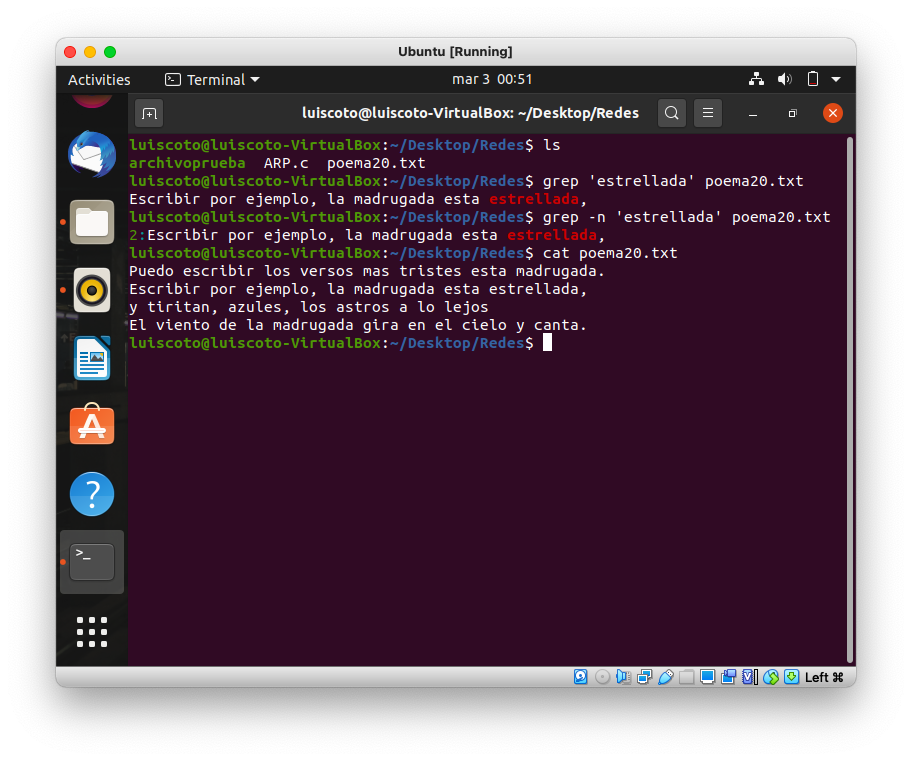 Ubuntu [Running]
Activities
Terminal
mar 3 00:51
luiscoto@luiscoto-VirtualBox: ~/Desktop/Redes
luiscoto@luiscoto-VirtualBox:~/Desktop/Redes$ ls
archivoprueba  ARP.c  poema20.txt
luiscoto@luiscoto-VirtualBox:~/Desktop/Redes$ grep 'estrellada' poema20.txt
Escribir por ejemplo, la madrugada esta estrellada,
luiscoto@luiscoto-VirtualBox:~/Desktop/Redes$ grep -n 'estrellada' poema20.txt
2:Escribir por ejemplo, la madrugada esta estrellada,
luiscoto@luiscoto-VirtualBox:~/Desktop/Redes$ cat poema20.txt
Puedo escribir los versos mas tristes esta madrugada.
Escribir por ejemplo, la madrugada esta estrellada,
y tiritan, azules, los astros a lo lejos
El viento de la madrugada gira en el cielo y canta.
luiscoto@luiscoto-VirtualBox:~/Desktop/Redes$
Left ⌘